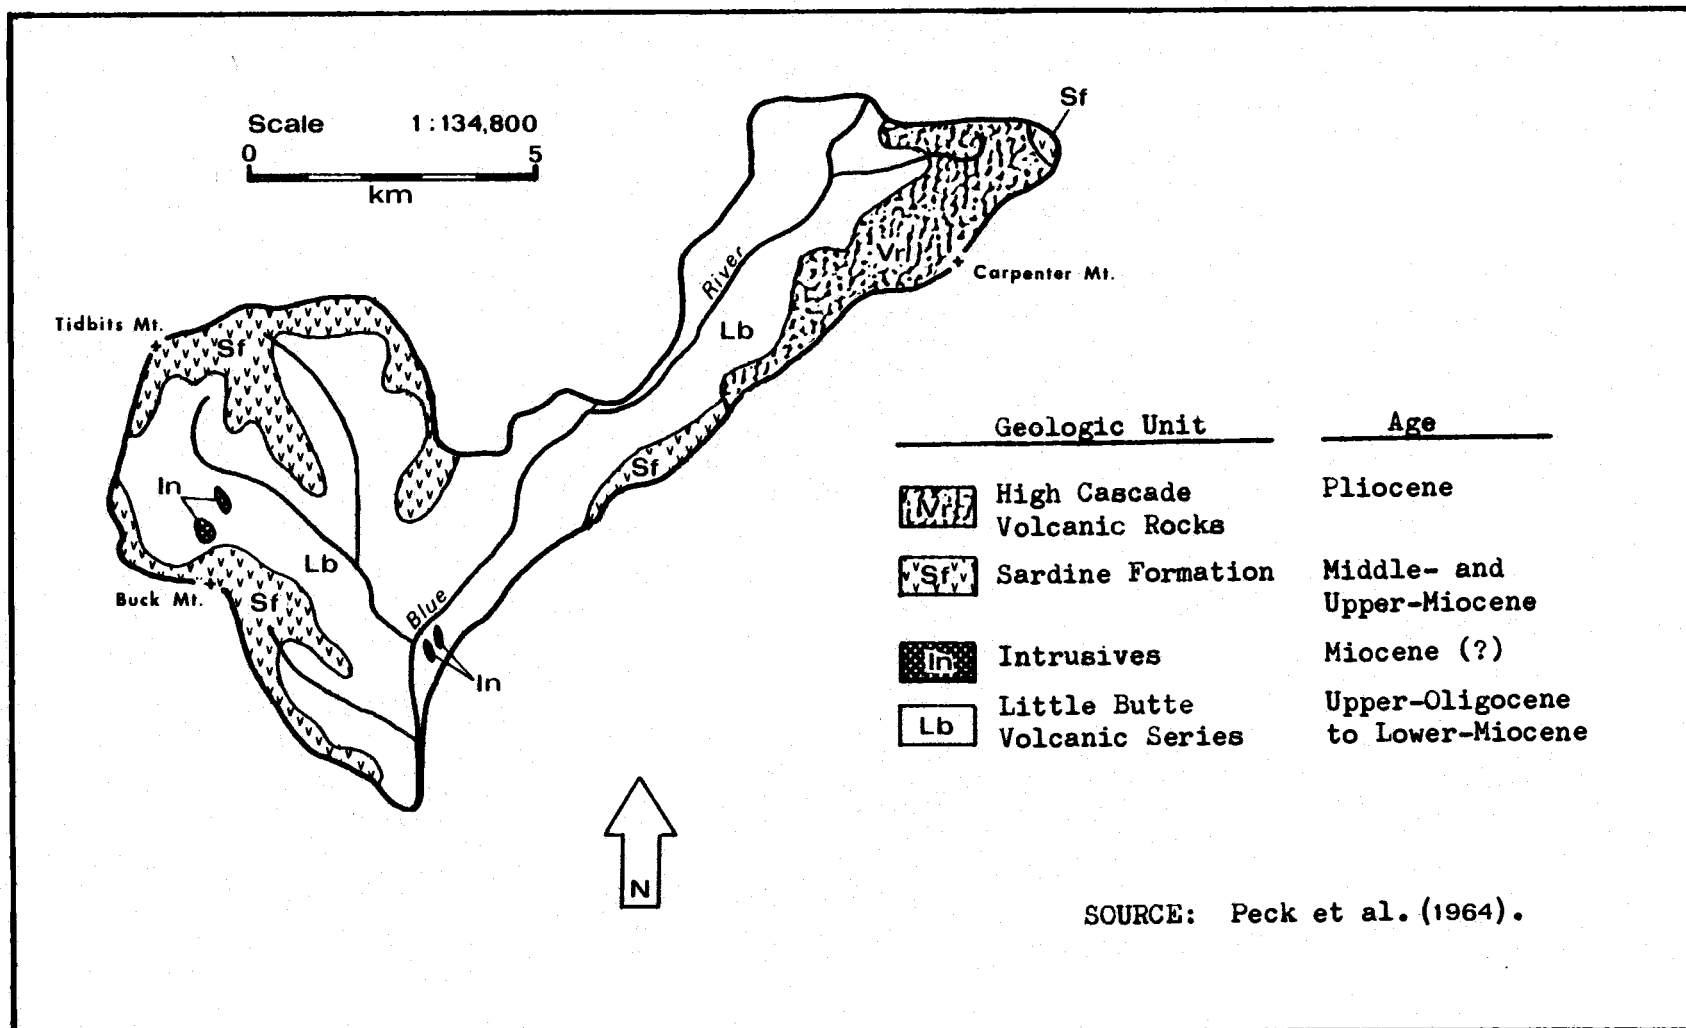 Scale 1:134,800
0 5
km
Sf
River
Vr
Carpenter Mt.
Tidbits Mt.
Sf
Lb
Sf
In
Lb
Blue
Buck Mt.
Sf
In
N
Geologic Unit Age
Vr High Cascade Pliocene
Volcanic Rocks
Sf Sardine Formation Middle- and
Upper-Miocene
In Intrusives Miocene (?)
Lb Little Butte Upper-Oligocene
Volcanic Series to Lower-Miocene
SOURCE: Peck et al. (1964).